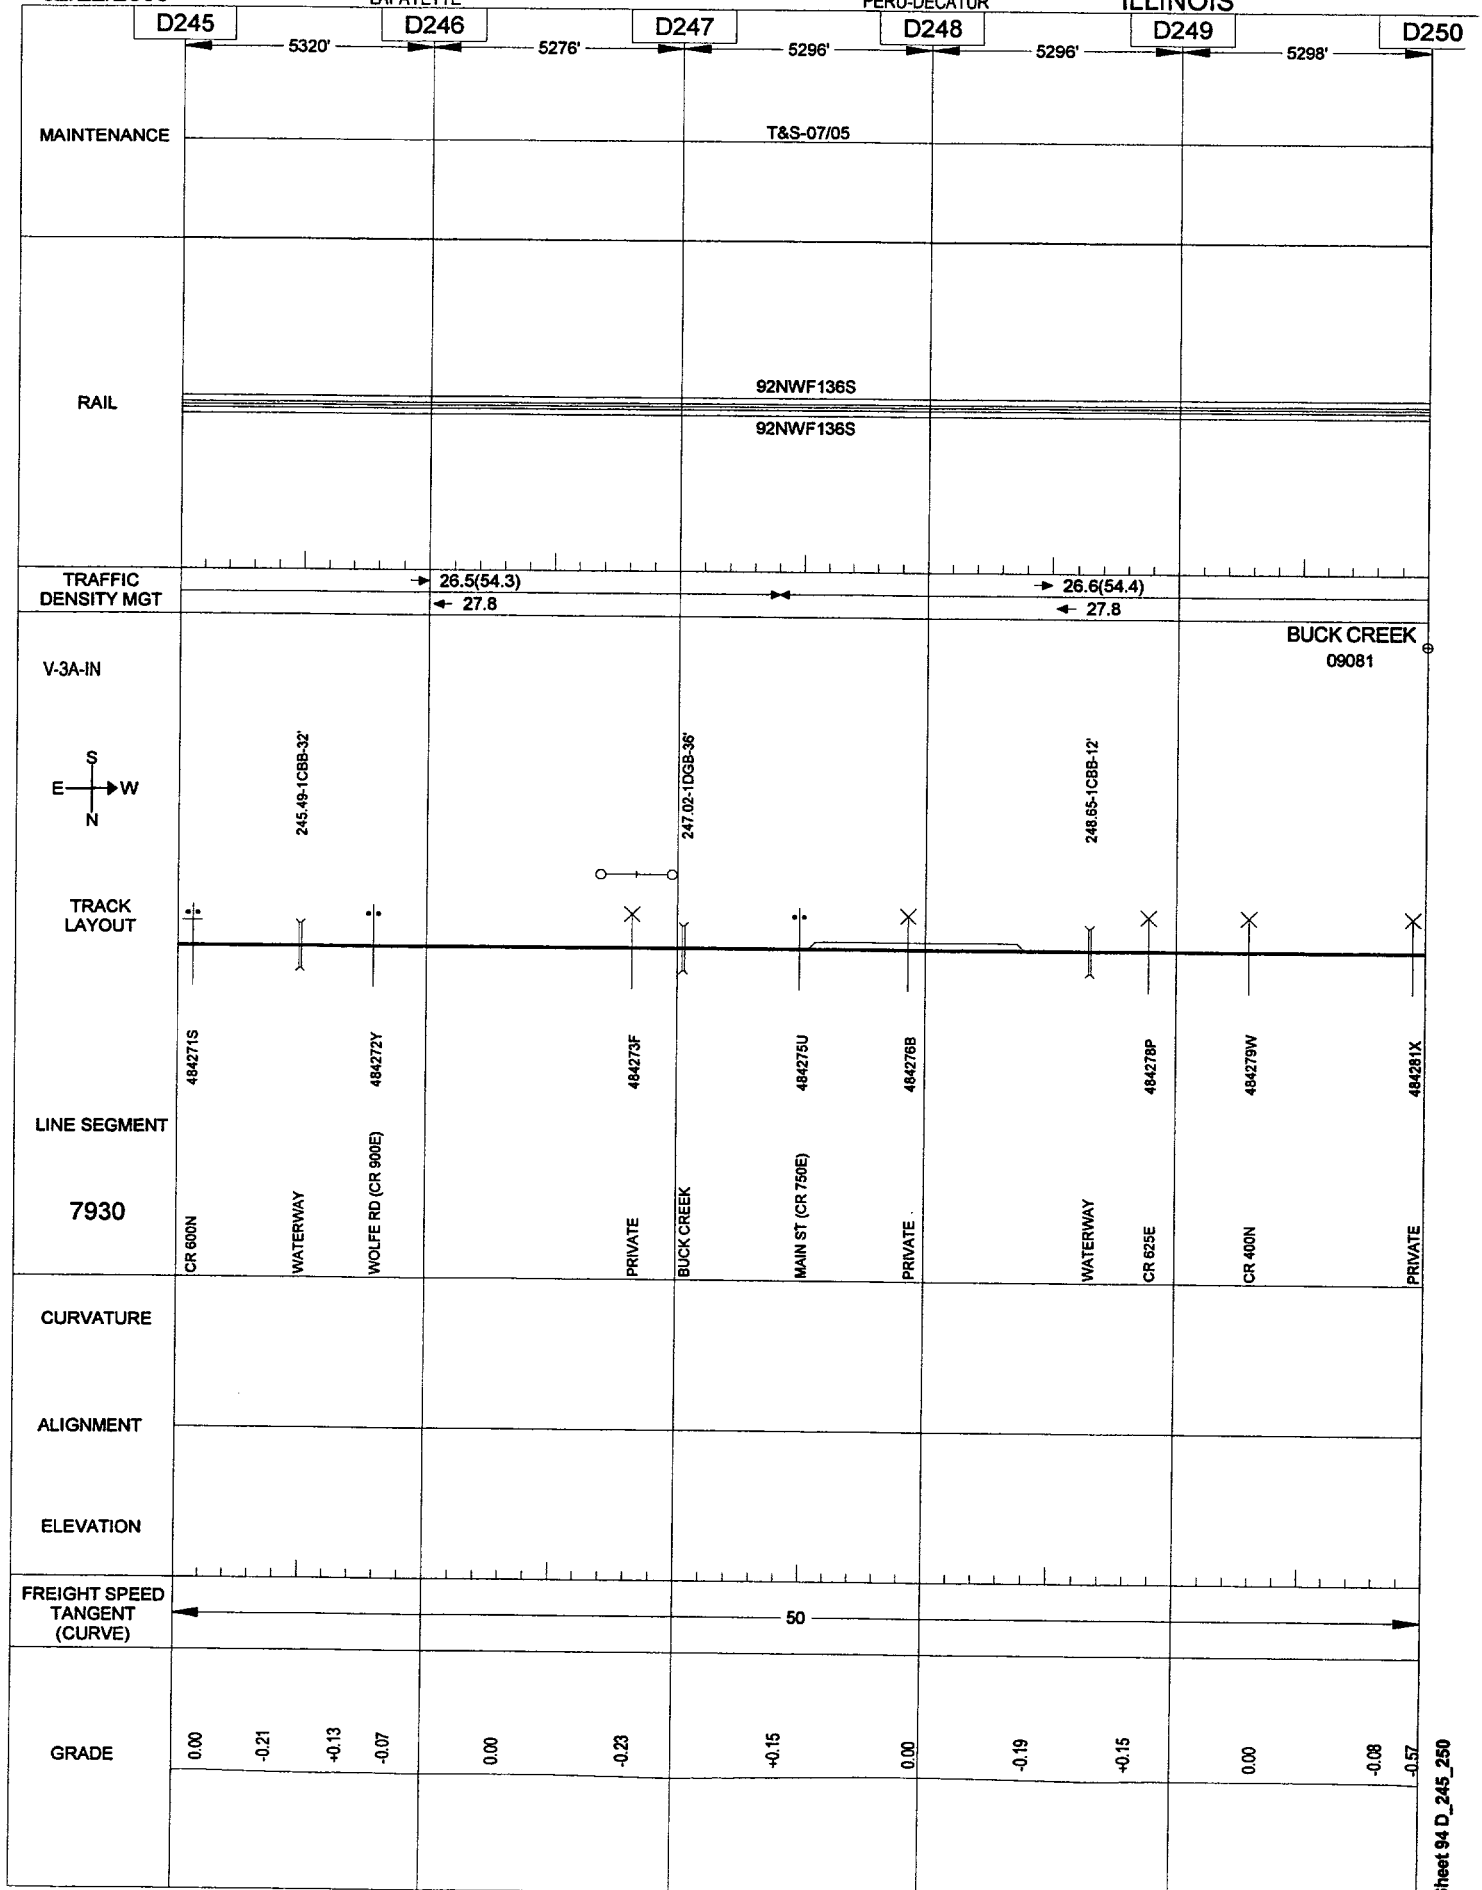 LAFAYETTE
PERU-DECATUR
ILLINOIS
D245
D246
D247
D248
D249
D250
5320'
5276'
5296'
5296'
5298'
MAINTENANCE
T&S-07/05
RAIL
92NWF136S
92NWF136S
TRAFFIC
DENSITY MGT
26.5(54.3)
27.8
26.6(54.4)
27.8
BUCK CREEK
09081
V-3A-IN
S
E W
N
245.49-1CBB-32'
247.02-1DGB-36'
248.65-1CBB-12'
TRACK
LAYOUT
484271S
484272Y
484273F
484275U
484276B
484278P
484279W
484281X
LINE SEGMENT
7930
CR 600N
WATERWAY
WOLFE RD (CR 900E)
PRIVATE
BUCK CREEK
MAIN ST (CR 750E)
PRIVATE
WATERWAY
CR 625E
CR 400N
PRIVATE
CURVATURE
ALIGNMENT
ELEVATION
FREIGHT SPEED
TANGENT
(CURVE)
50
GRADE
0.00
-0.21
+0.13
-0.07
0.00
-0.23
+0.15
0.00
-0.19
+0.15
0.00
-0.08
-0.57
Sheet 94 D_245_250